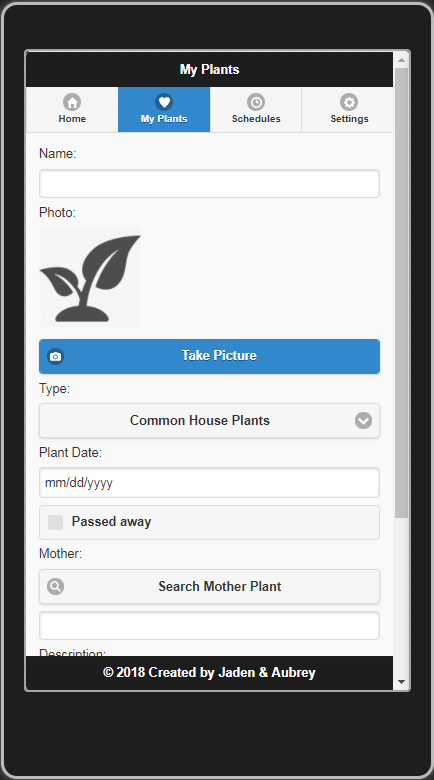 My Plants
Home
My Plants
Schedules
Settings
Name:
Photo:
Take Picture
Type:
Common House Plants
Plant Date:
mm/dd/yyyy
Passed away
Mother:
Search Mother Plant
Description:
© 2018 Created by Jaden & Aubrey